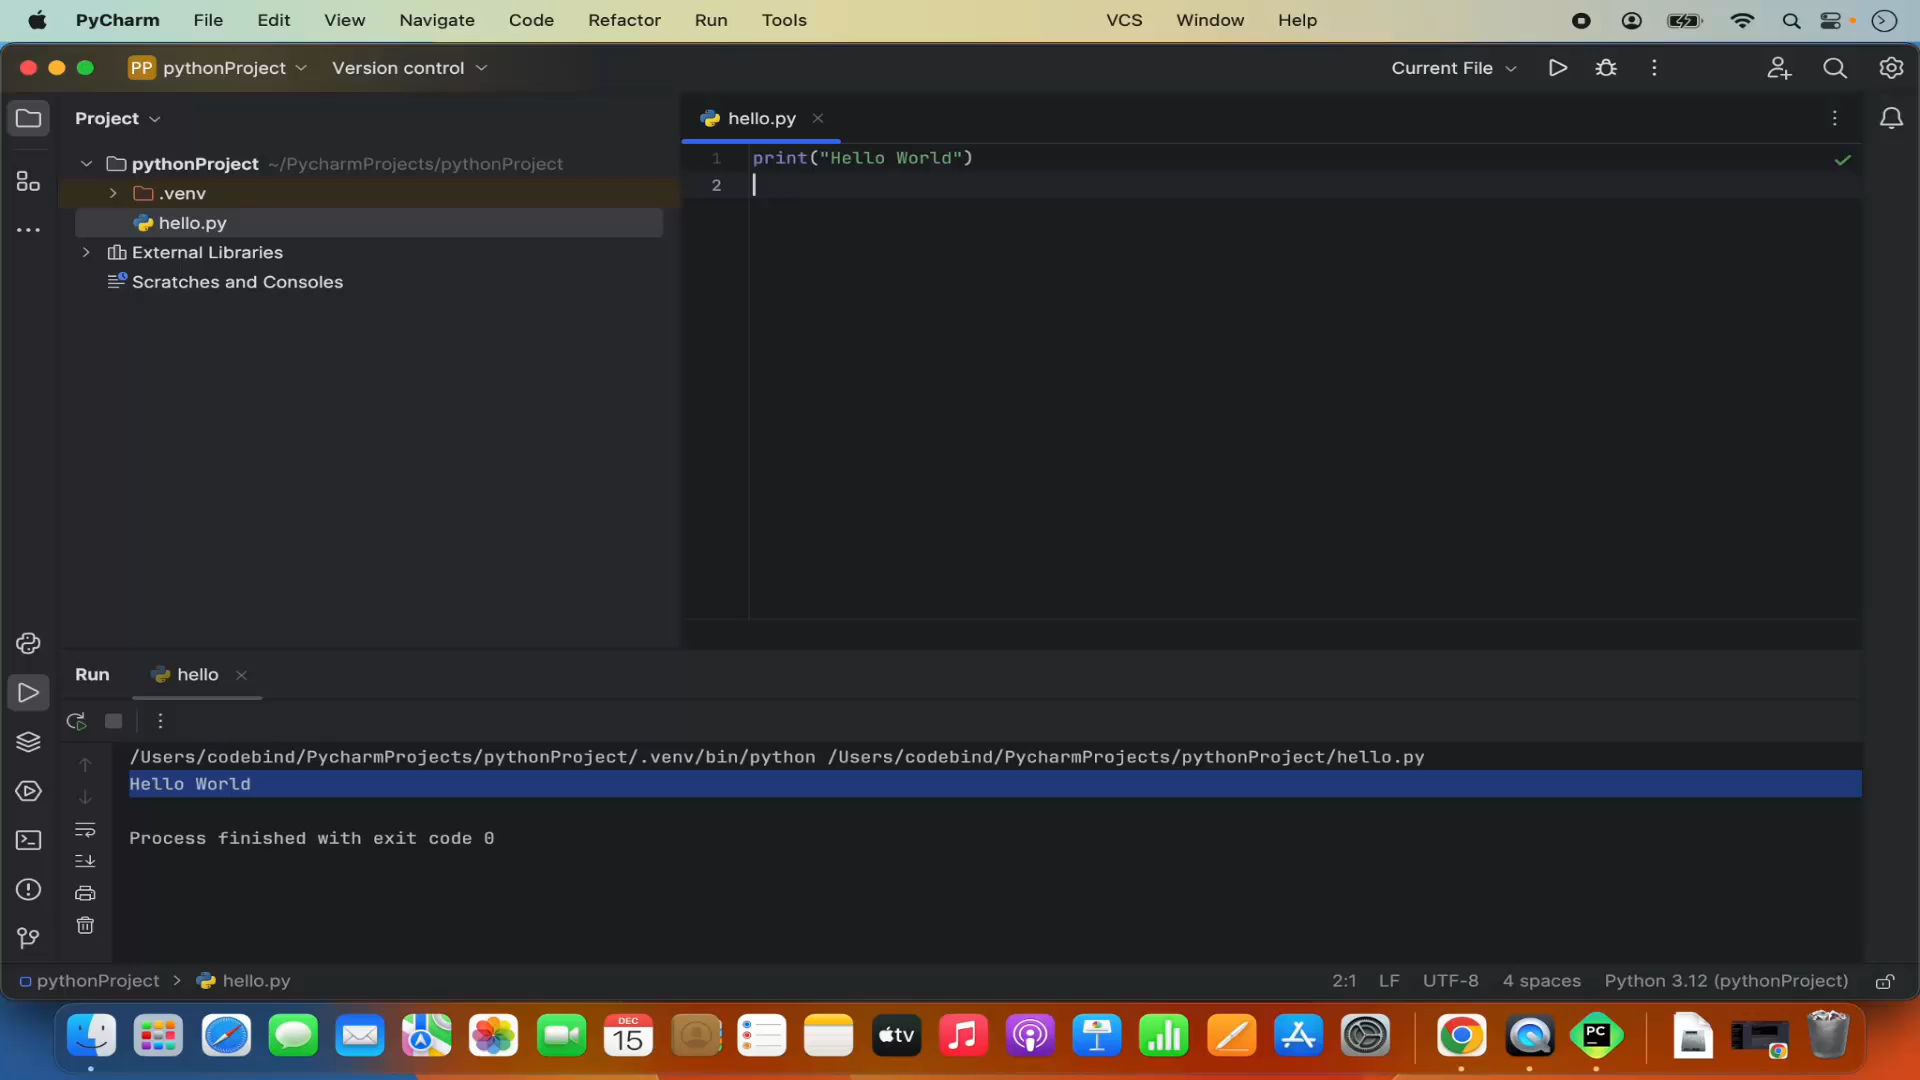 PyCharm File Edit View Navigate Code Refactor Run Tools VCS Window Help
PP pythonProject Version control Current File
Project
hello.py
pythonProject ~/PycharmProjects/pythonProject
.venv
hello.py
External Libraries
Scratches and Consoles
1 print("Hello World")
2
Run hello
/Users/codebind/PycharmProjects/pythonProject/.venv/bin/python /Users/codebind/PycharmProjects/pythonProject/hello.py
Hello World
Process finished with exit code 0
pythonProject > hello.py 2:1 LF UTF-8 4 spaces Python 3.12 (pythonProject)
DEC
15
tv
PC